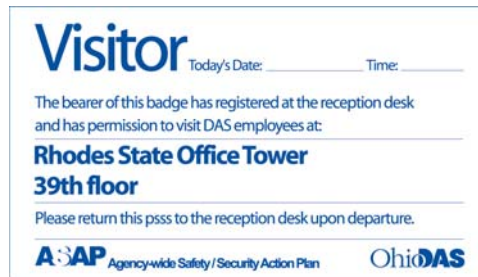 Visitor Today's Date: Time:
The bearer of this badge has registered at the reception desk
and has permission to visit DAS employees at:
Rhodes State Office Tower
39th floor
Please return this psss to the reception desk upon departure.
ASAP Agency-wide Safety / Security Action Plan OhioDAS